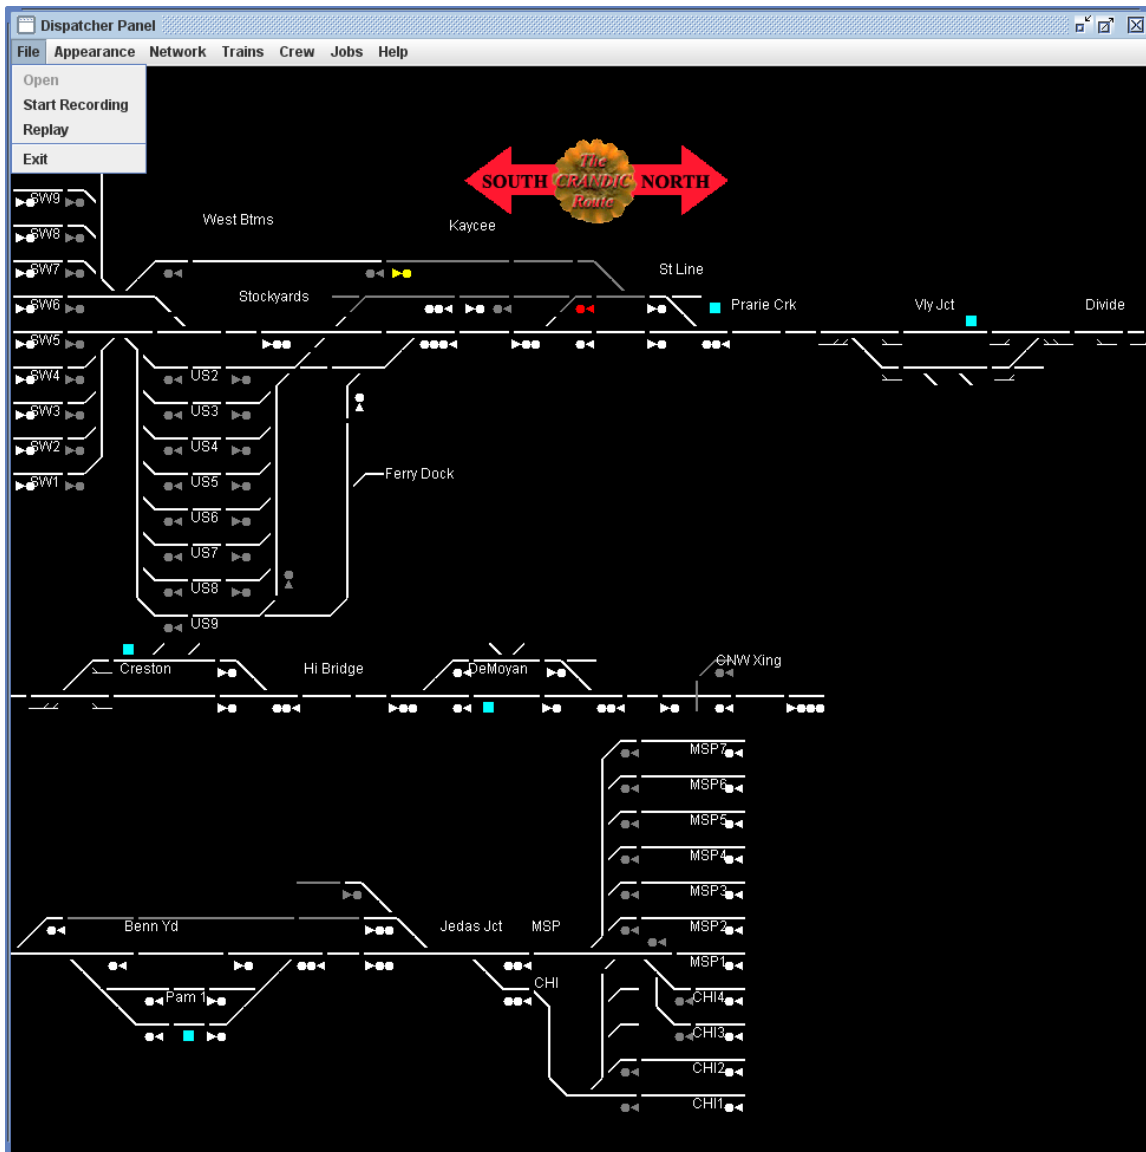 Dispatcher Panel
File Appearance Network Trains Crew Jobs Help
Open
Start Recording
Replay
Exit
The
SOUTH CRANDIC NORTH
Route
SW9
West Btms
Kaycee
SW8
SW7
St Line
Stockyards
SW6
Prarie Crk
Vly Jct
Divide
SW5
SW4
US2
SW3
US3
SW2
US4
Ferry Dock
SW1
US5
US6
US7
US8
US9
Creston
Hi Bridge
DeMoyan
CNW Xing
MSP7
MSP6
MSP5
MSP4
MSP3
Benn Yd
Jedas Jct
MSP
MSP2
MSP1
CHI
Pam 1
CHI4
CHI3
CHI2
CHI1